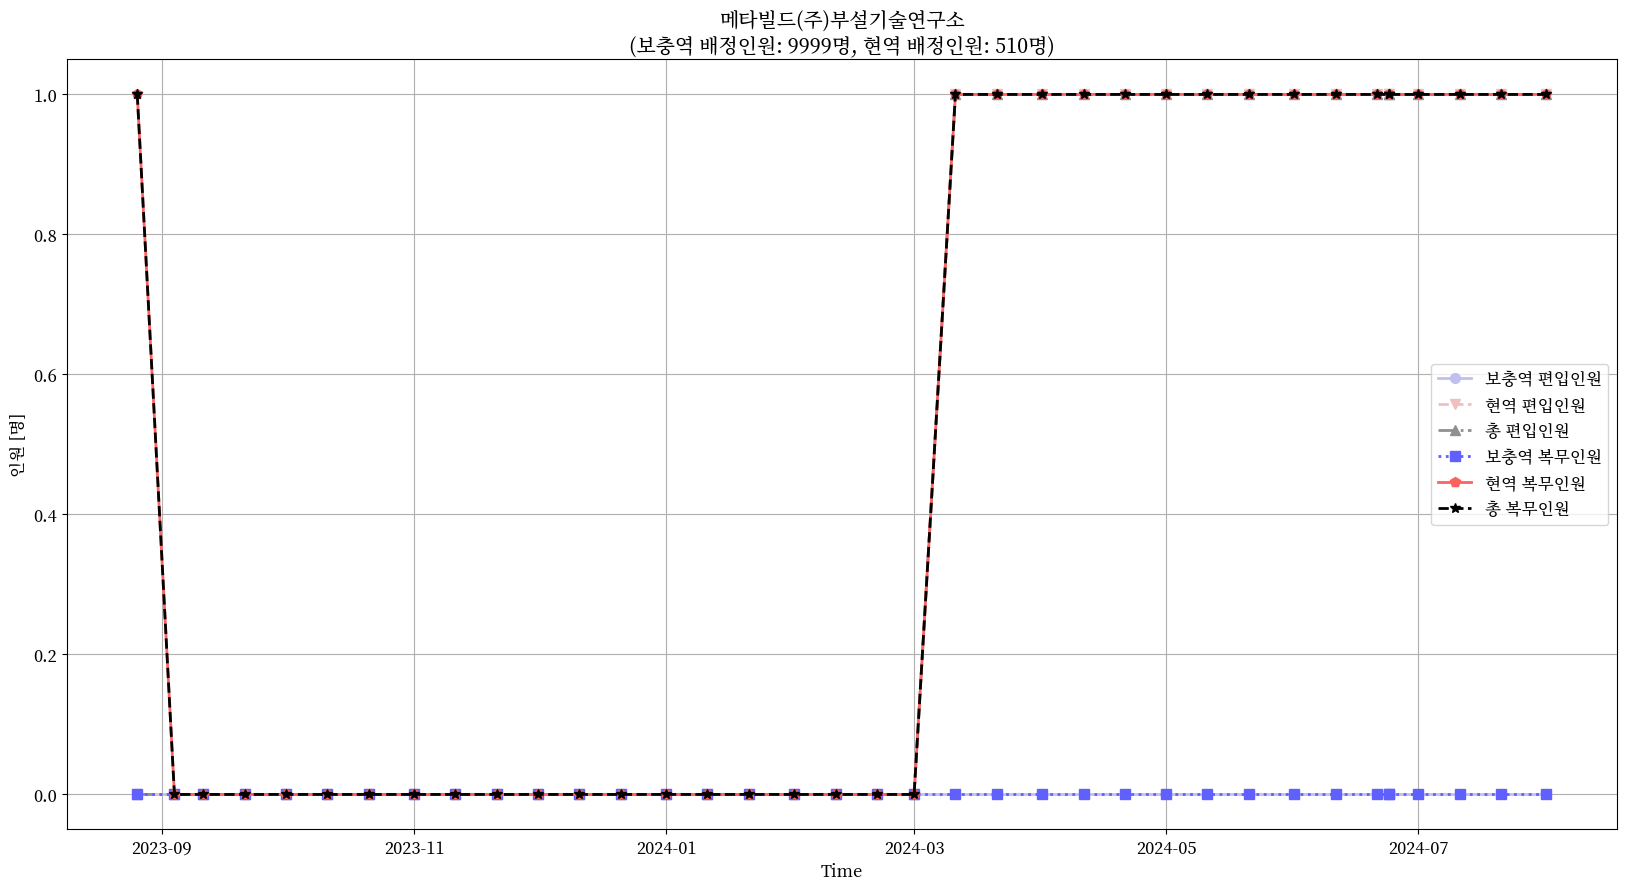 메타빌드(주)부설기술연구소
(보충역 배정인원: 9999명, 현역 배정인원: 510명)
인원 [명]
1.0
0.8
0.6
0.4
0.2
0.0
보충역 편입인원
현역 편입인원
총 편입인원
보충역 복무인원
현역 복무인원
총 복무인원
2023-09
2023-11
2024-01
2024-03
2024-05
2024-07
Time